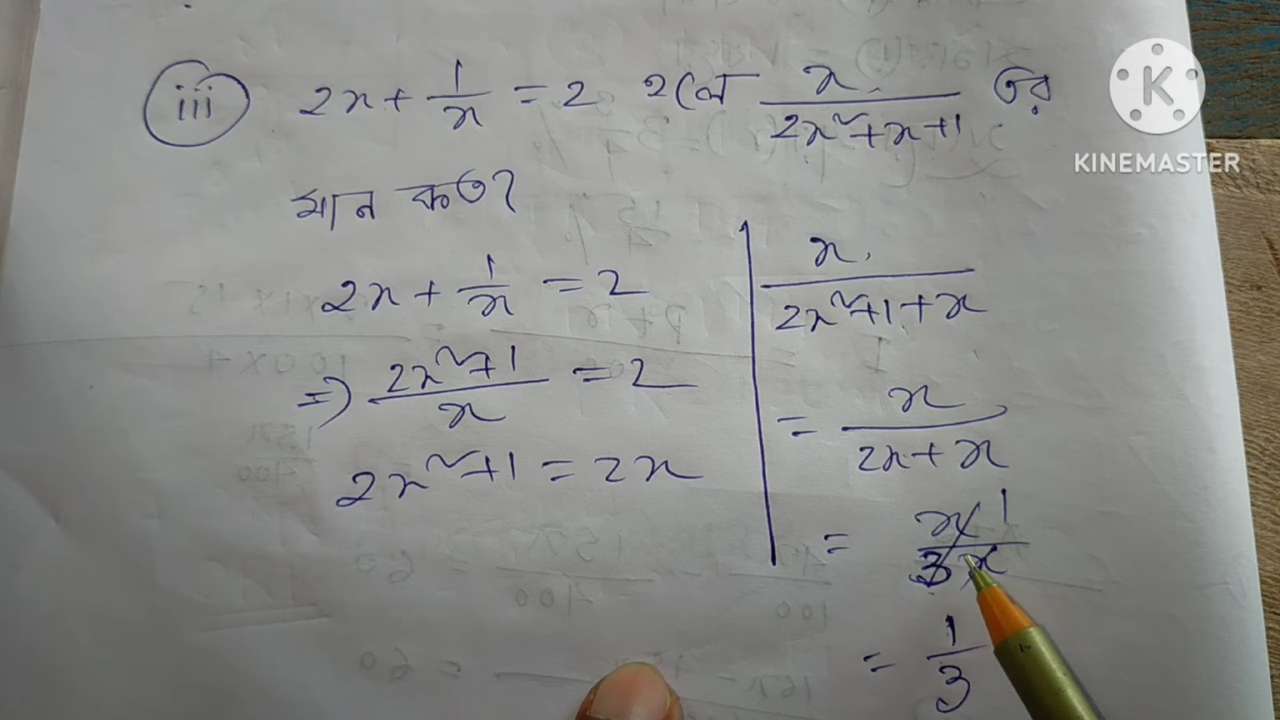 iii 2x + 1/x = 2 হলে x/(2x²+x+1) এর
মান কত?
2x + 1/x = 2
⇒) (2x²+1)/x = 2
2x²+1 = 2x
x/(2x²+1+x)
= x/(2x+x)
= x 1/3x
= 1/3
K
KINEMASTER